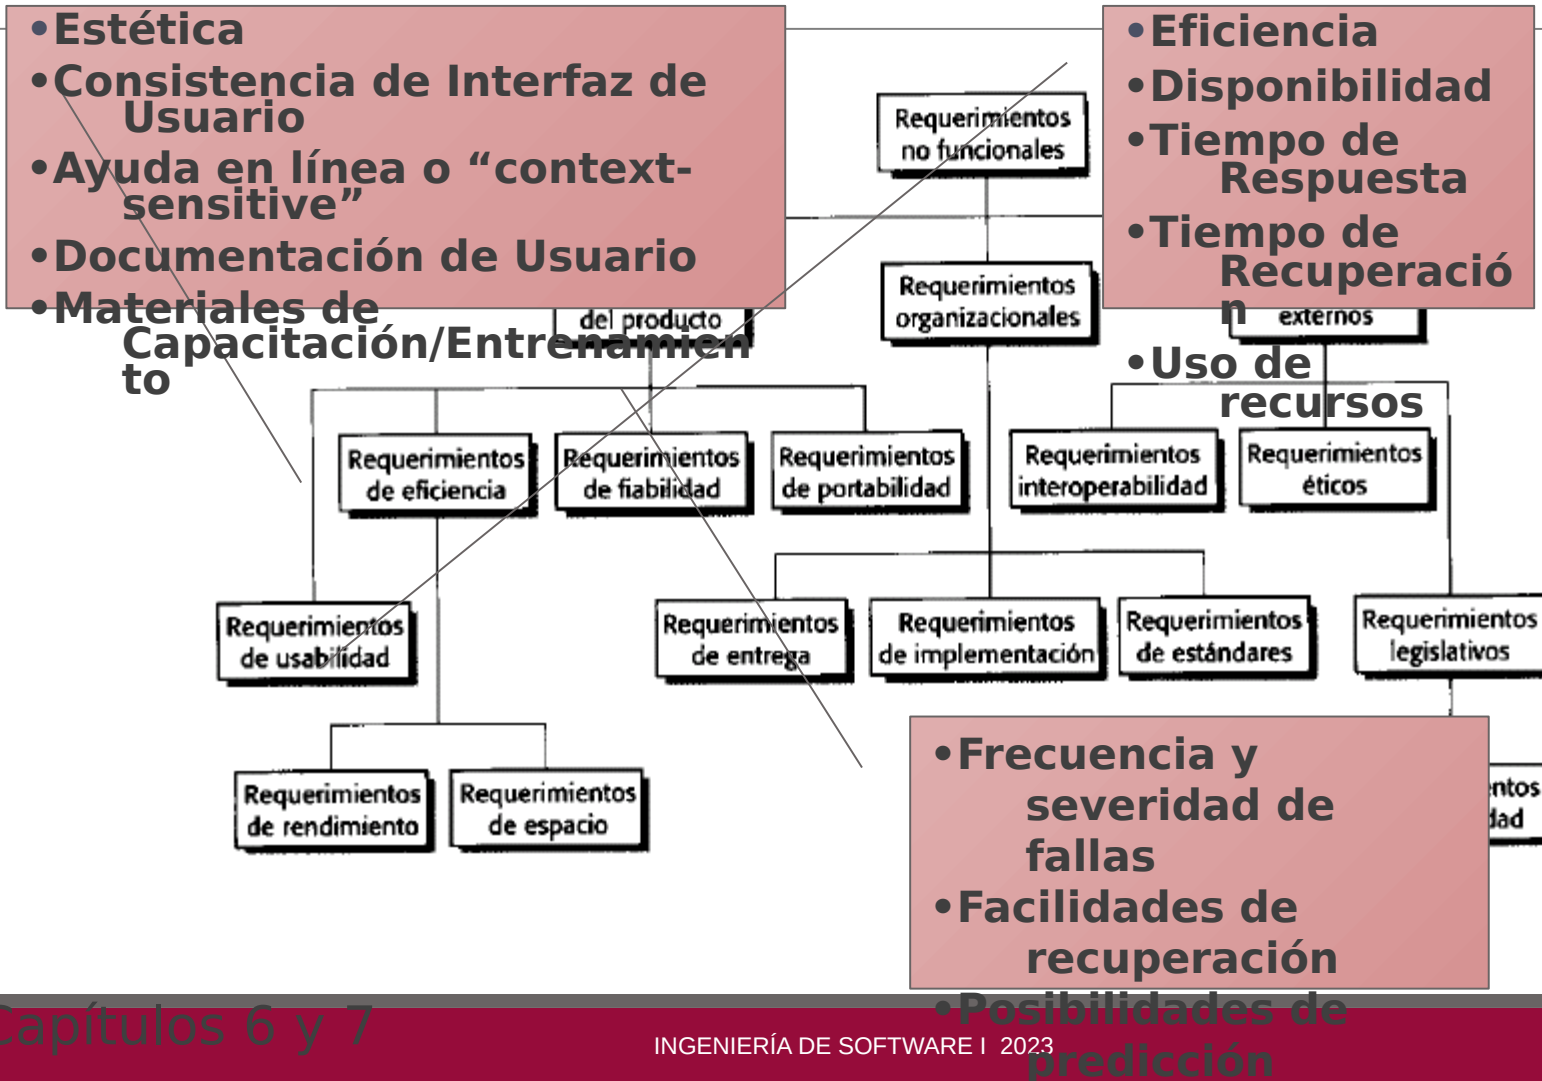 •Estética
•Consistencia de Interfaz de
Usuario
•Ayuda en línea o “context-
sensitive”
•Documentación de Usuario
•Materiales de
Capacitación/Entrenamien
to
•Eficiencia
•Disponibilidad
•Tiempo de
Respuesta
•Tiempo de
Recuperació
n
•Uso de
recursos
Requerimientos
no funcionales
del producto
Requerimientos
organizacionales
externos
Requerimientos
de eficiencia
Requerimientos
de fiabilidad
Requerimientos
de portabilidad
Requerimientos
interoperabilidad
Requerimientos
éticos
Requerimientos
de usabilidad
Requerimientos
de entrega
Requerimientos
de implementación
Requerimientos
de estándares
Requerimientos
legislativos
Requerimientos
de rendimiento
Requerimientos
de espacio
ntos
dad
•Frecuencia y
severidad de
fallas
•Facilidades de
recuperación
•Posibilidades de
predicción
Capítulos 6 y 7
INGENIERÍA DE SOFTWARE I 2023